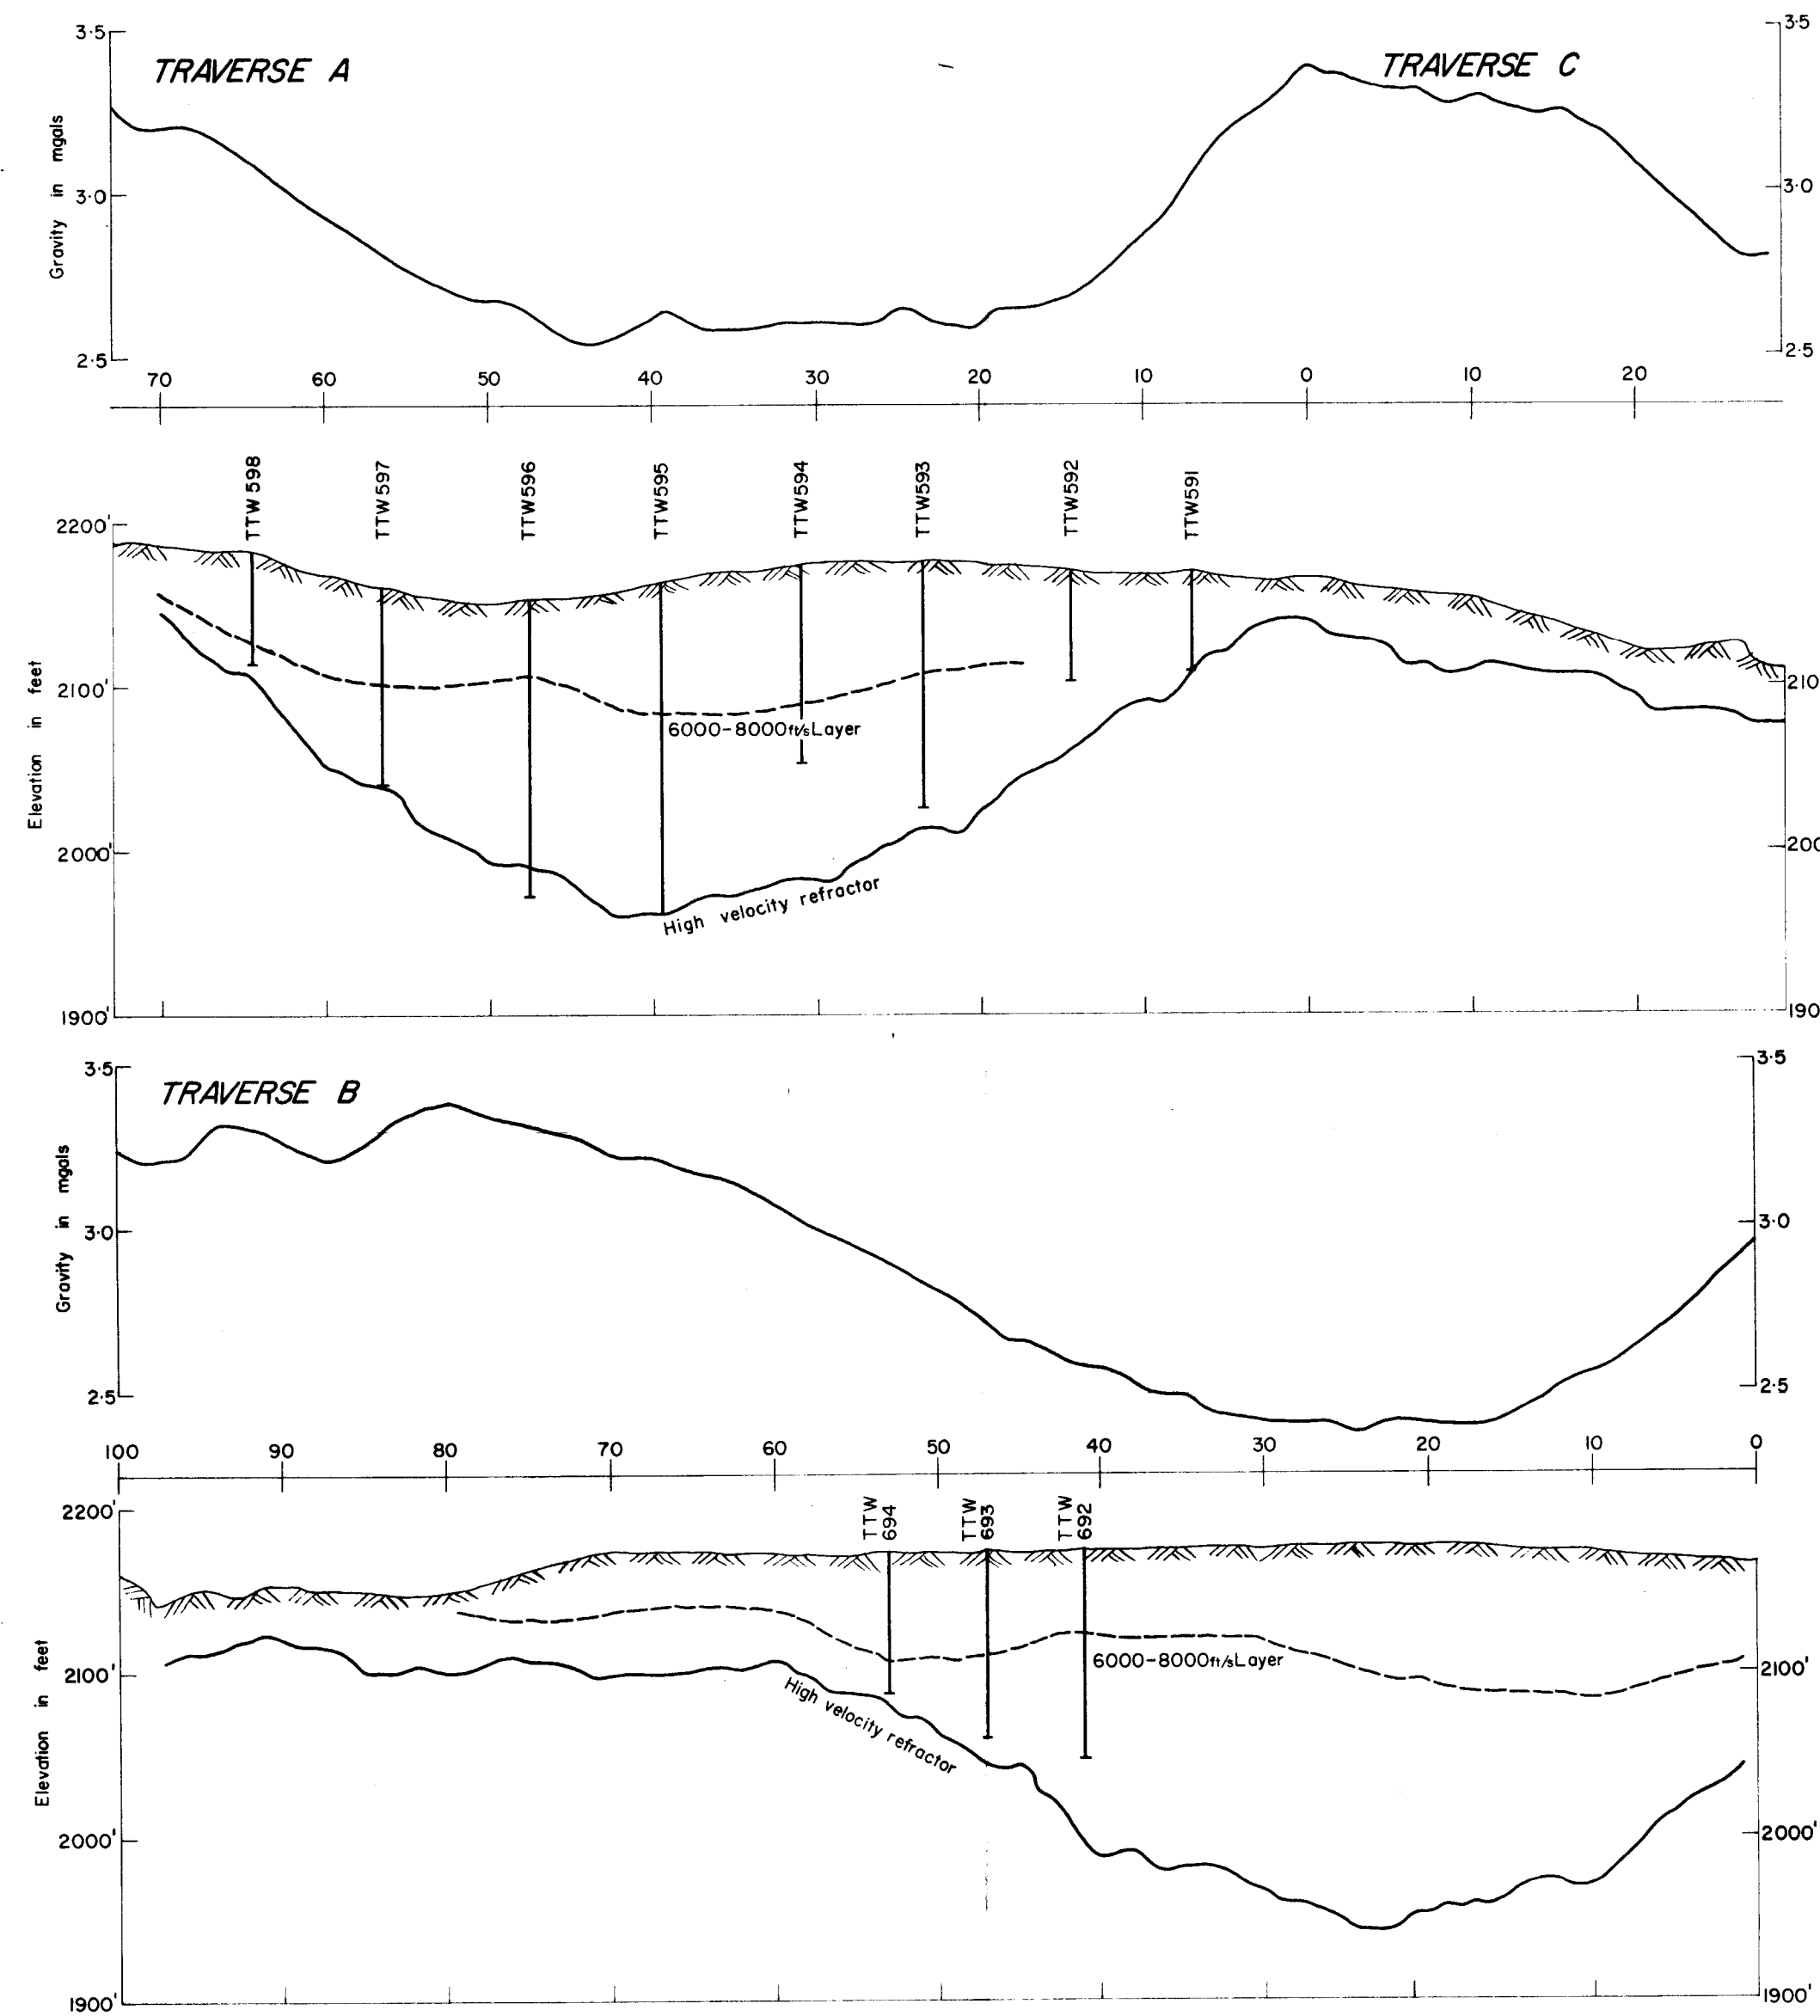 3·5
3·5
TRAVERSE A
TRAVERSE C
Gravity in mgals
3·0
3·0
2·5
2·5
70 60 50 40 30 20 10 0 10 20
TTW598
TTW597
TTW596
TTW595
TTW594
TTW593
TTW592
TTW591
2200'
Elevation in feet
2100'
210
6000-8000ft/sLayer
2000'
200
High velocity refractor
1900'
190
3·5
3·5
TRAVERSE B
Gravity in mgals
3·0
3·0
2·5
2·5
100 90 80 70 60 50 40 30 20 10 0
2200'
TTW
694
TTW
693
TTW
692
Elevation in feet
6000-8000ft/sLayer
2100'
2100'
High velocity refractor
2000'
2000'
1900'
1900'